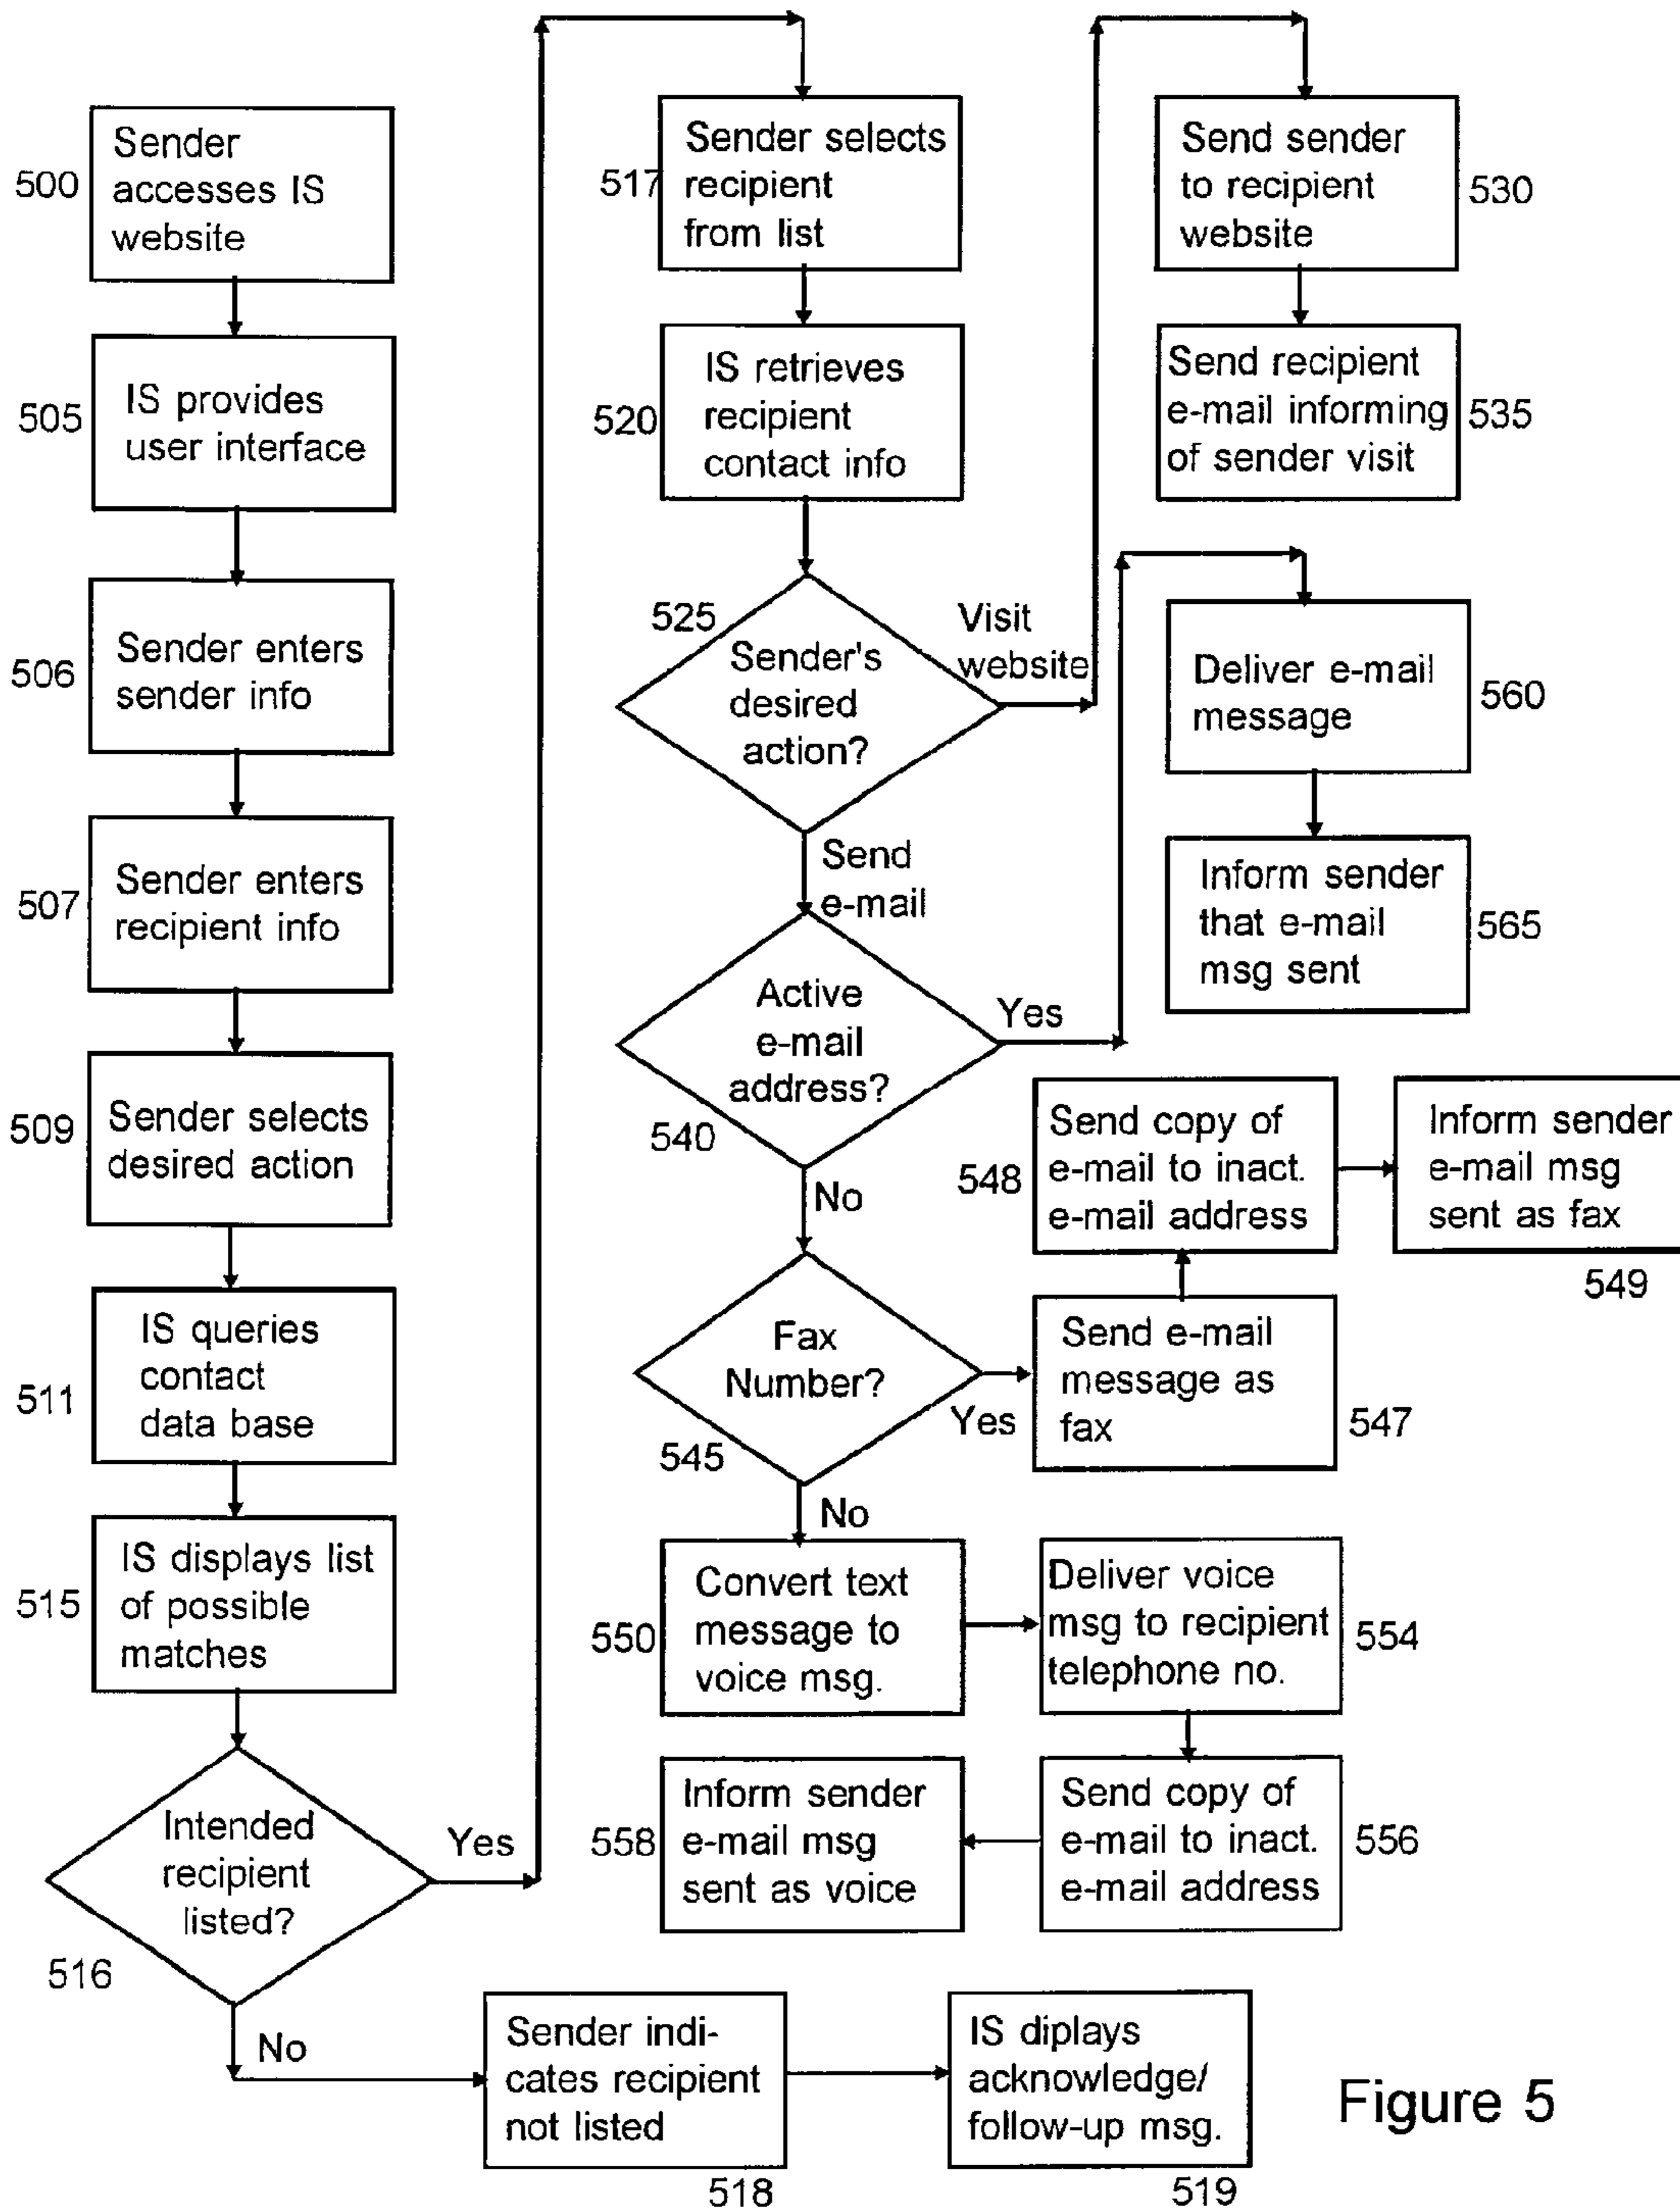 500
Sender
accesses IS
website
505
IS provides
user interface
506
Sender enters
sender info
507
Sender enters
recipient info
509
Sender selects
desired action
511
IS queries
contact
data base
515
IS displays list
of possible
matches
Intended
recipient
listed?
516
Yes
No
Sender indi-
cates recipient
not listed
518
IS diplays
acknowledge/
follow-up msg.
519
517
Sender selects
recipient
from list
520
IS retrieves
recipient
contact info
525
Sender's
desired
action?
Visit
website
Send
e-mail
Send sender
to recipient
website
530
Send recipient
e-mail informing
of sender visit
535
Active
e-mail
address?
540
Yes
No
Deliver e-mail
message
560
Inform sender
that e-mail
msg sent
565
Fax
Number?
545
Yes
No
Send e-mail
message as
fax
547
548
Send copy of
e-mail to inact.
e-mail address
Inform sender
e-mail msg
sent as fax
549
550
Convert text
message to
voice msg.
Deliver voice
msg to recipient
telephone no.
554
Send copy of
e-mail to inact.
e-mail address
556
558
Inform sender
e-mail msg
sent as voice
Figure 5